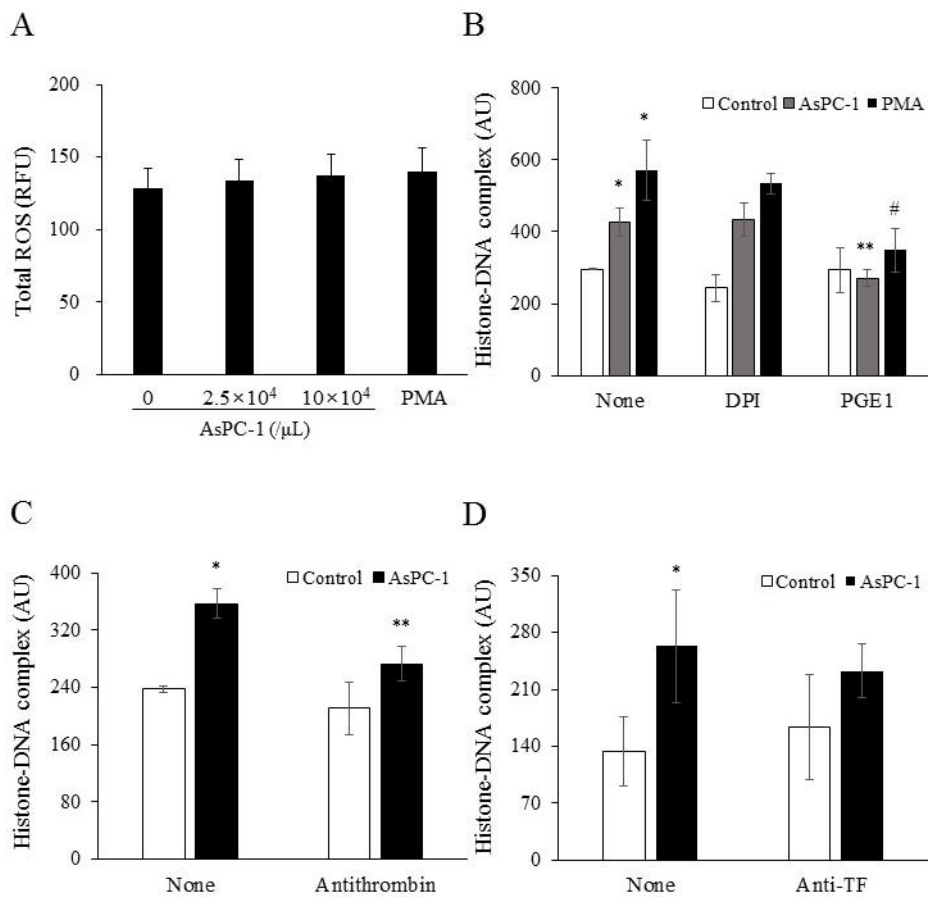 A
Total ROS (RFU)
200
150
100
50
0
0 2.5×10⁴ 10×10⁴ PMA
AsPC-1 (/μL)
B
Histone-DNA complex (AU)
800
600
400
200
0
Control AsPC-1 PMA
* * ** #
None DPI PGE1
C
Histone-DNA complex (AU)
400
320
240
160
80
0
Control AsPC-1
* **
None Antithrombin
D
Histone-DNA complex (AU)
350
280
210
140
70
0
Control AsPC-1
*
None Anti-TF